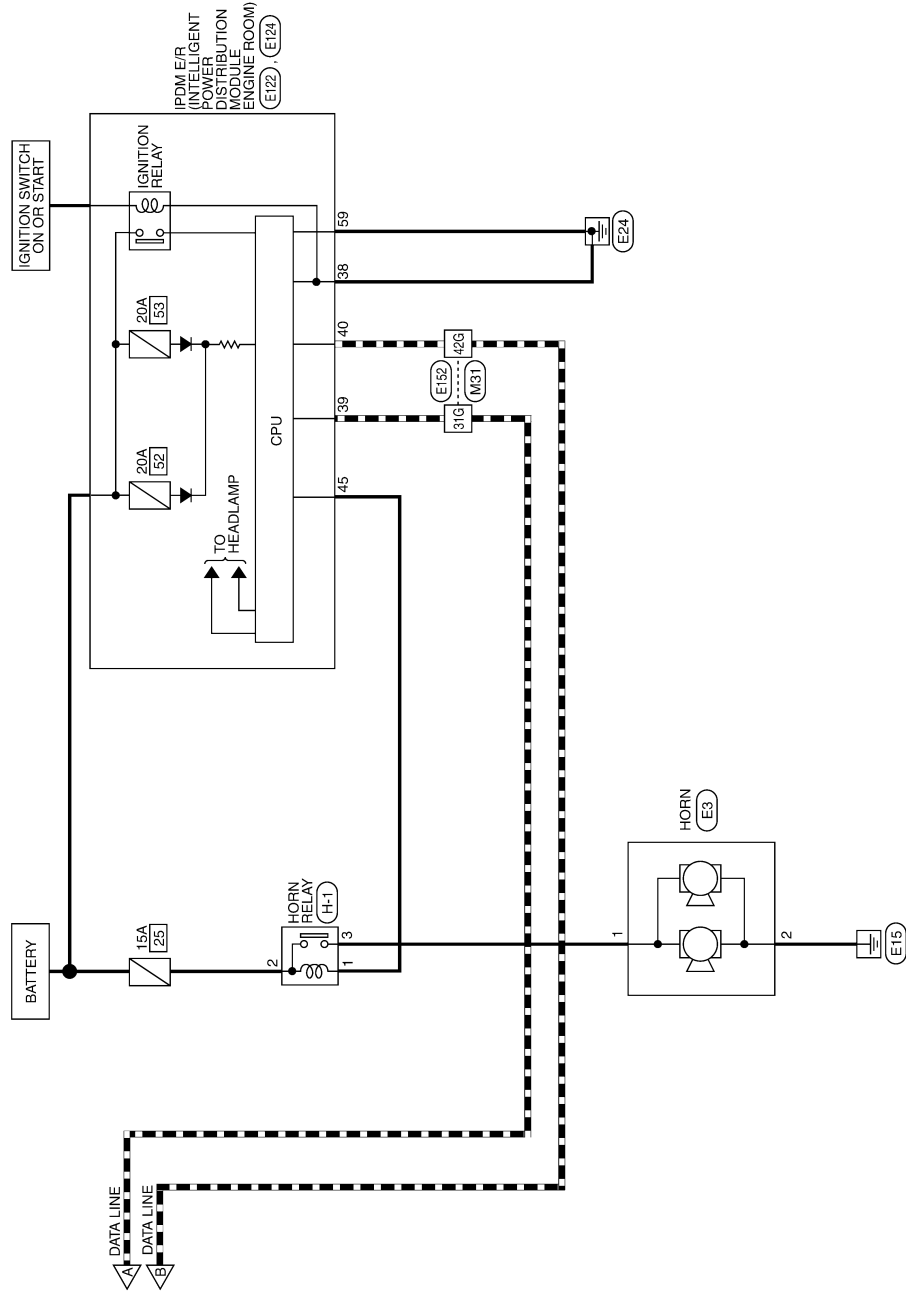 BATTERY
IGNITION SWITCH
ON OR START
15A
25
20A
52
20A
53
IGNITION
RELAY
IPDM E/R
(INTELLIGENT
POWER
DISTRIBUTION
MODULE
ENGINE ROOM)
E122 , E124
TO
HEADLAMP
CPU
HORN
RELAY
H-1
2
1
3
45
39
40
38
59
31G
42G
E152
M31
E24
DATA LINE
A
DATA LINE
B
HORN
E3
1
2
E15